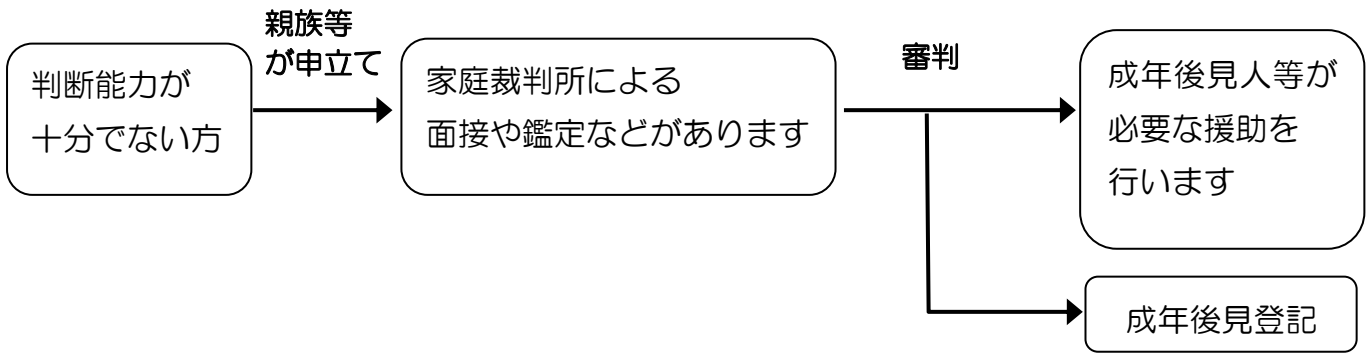 親族等
が申立て
判断能力が
十分でない方
家庭裁判所による
面接や鑑定などがあります
審判
成年後見人等が
必要な援助を
行います
成年後見登記